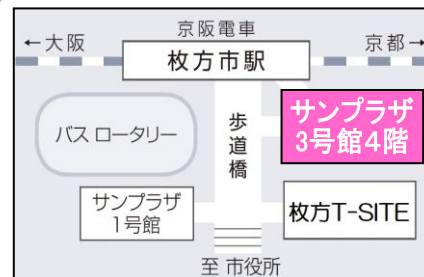 京阪電車
←大阪
京都→
枚方市駅
バス ロータリー
歩道橋
サンプラザ
3号館4階
サンプラザ
1号館
枚方T-SITE
至 市役所